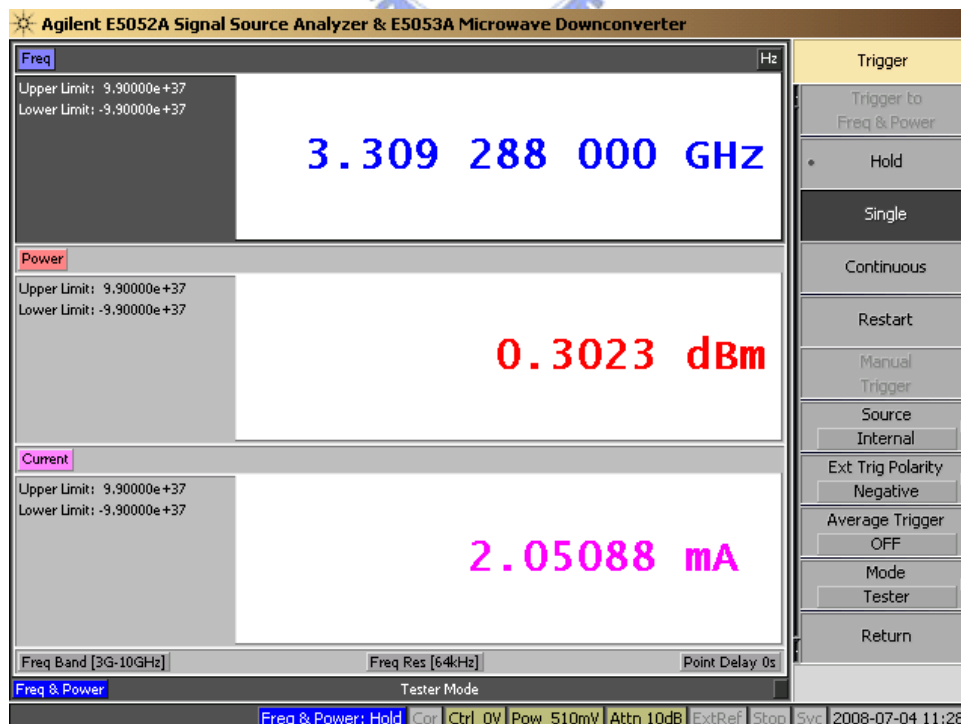 Agilent E5052A Signal Source Analyzer & E5053A Microwave Downconverter
Freq
Hz
Upper Limit: 9.90000e+37
Lower Limit: -9.90000e+37
3.309 288 000 GHz
Power
Upper Limit: 9.90000e+37
Lower Limit: -9.90000e+37
0.3023 dBm
Current
Upper Limit: 9.90000e+37
Lower Limit: -9.90000e+37
2.05088 mA
Freq Band [3G-10GHz]
Freq Res [64kHz]
Point Delay 0s
Freq & Power
Tester Mode
Trigger
Trigger to
Freq & Power
Hold
Single
Continuous
Restart
Manual
Trigger
Source
Internal
Ext Trig Polarity
Negative
Average Trigger
OFF
Mode
Tester
Return
Freq & Power: Hold Cor Ctrl 0V Pow 510mV Attn 10dB ExtRef Stop Svc 2008-07-04 11:26